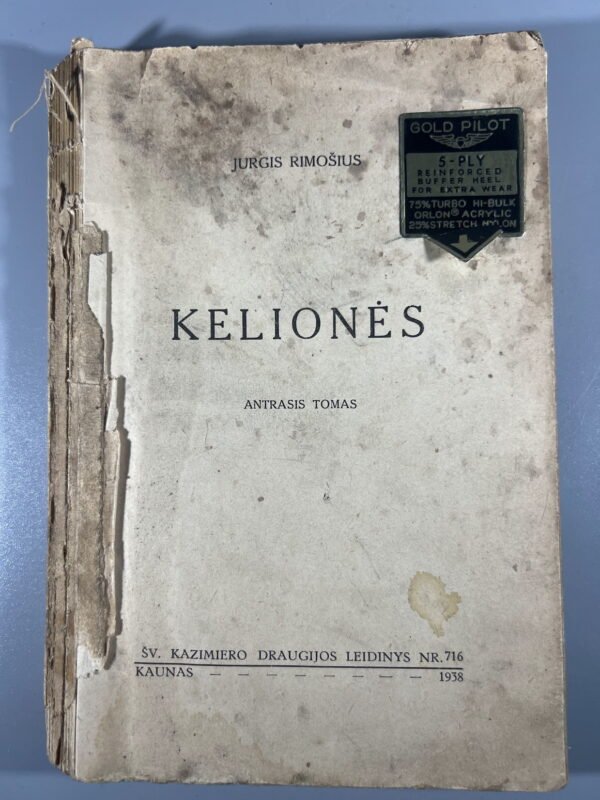 JURGIS RIMOŠIUS
GOLD PILOT
5-PLY
REINFORCED
BUFFER HEEL
FOR EXTRA WEAR
75% TURBO HI-BULK
ORLON® ACRYLIC
25% STRETCH NYLON
KELIONĖS
ANTRASIS TOMAS
ŠV. KAZIMIERO DRAUGIJOS LEIDINYS NR. 716
KAUNAS — — — — — — — — 1938